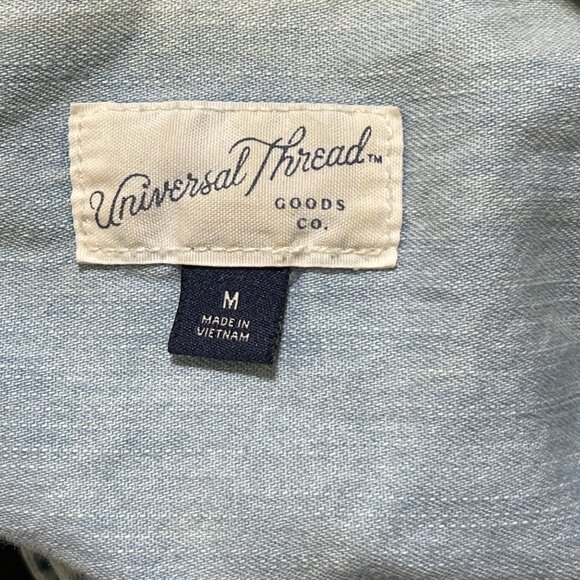 Universal Thread™
GOODS
CO.
M
MADE IN
VIETNAM